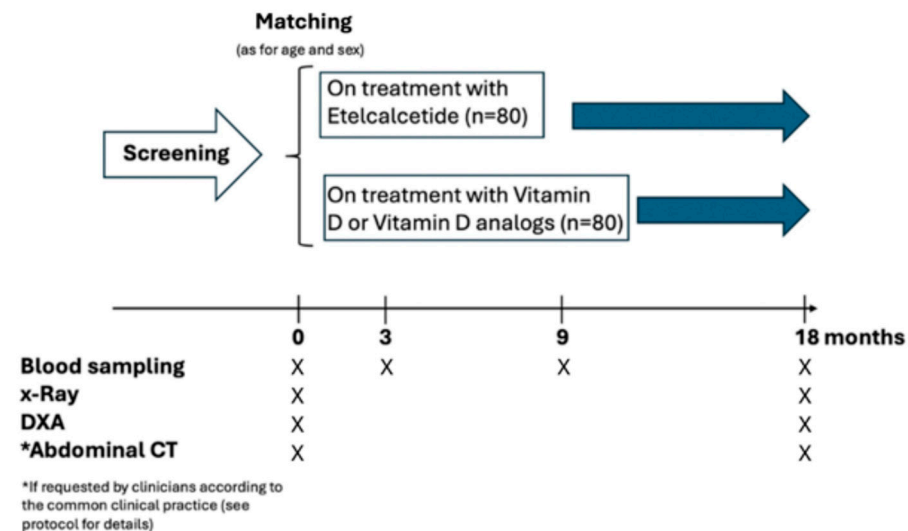 Matching
(as for age and sex)
On treatment with
Etelcalcetide (n=80)
Screening
On treatment with Vitamin
D or Vitamin D analogs (n=80)
0 3 9 18 months
Blood sampling X X X X
x-Ray X X
DXA X X
*Abdominal CT X X
*If requested by clinicians according to
the common clinical practice (see
protocol for details)